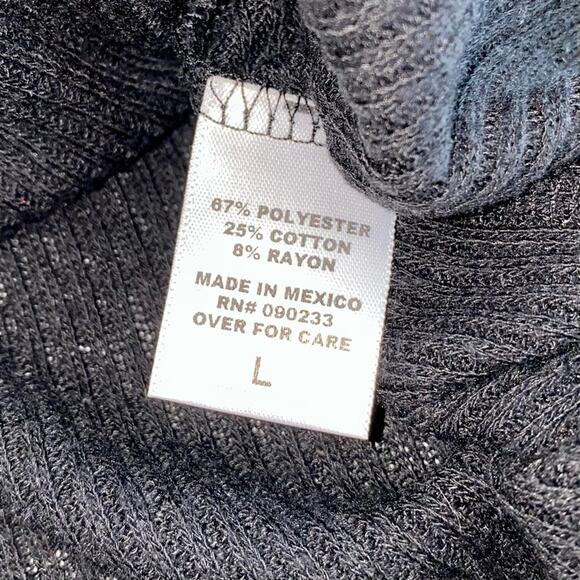 67% POLYESTER
25% COTTON
8% RAYON
MADE IN MEXICO
RN# 090233
OVER FOR CARE
L